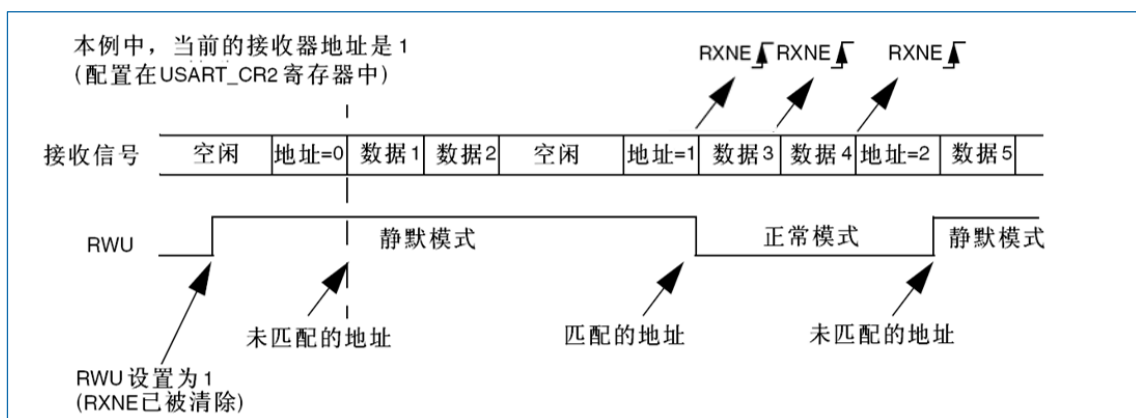 本例中，当前的接收器地址是 1
(配置在USART_CR2 寄存器中)
RXNE RXNE RXNE
接收信号 空闲 地址=0 数据1 数据2 空闲 地址=1 数据3 数据4 地址=2 数据5
RWU 静默模式 正常模式 静默模式
未匹配的地址 匹配的地址 未匹配的地址
RWU 设置为 1
(RXNE已被清除)